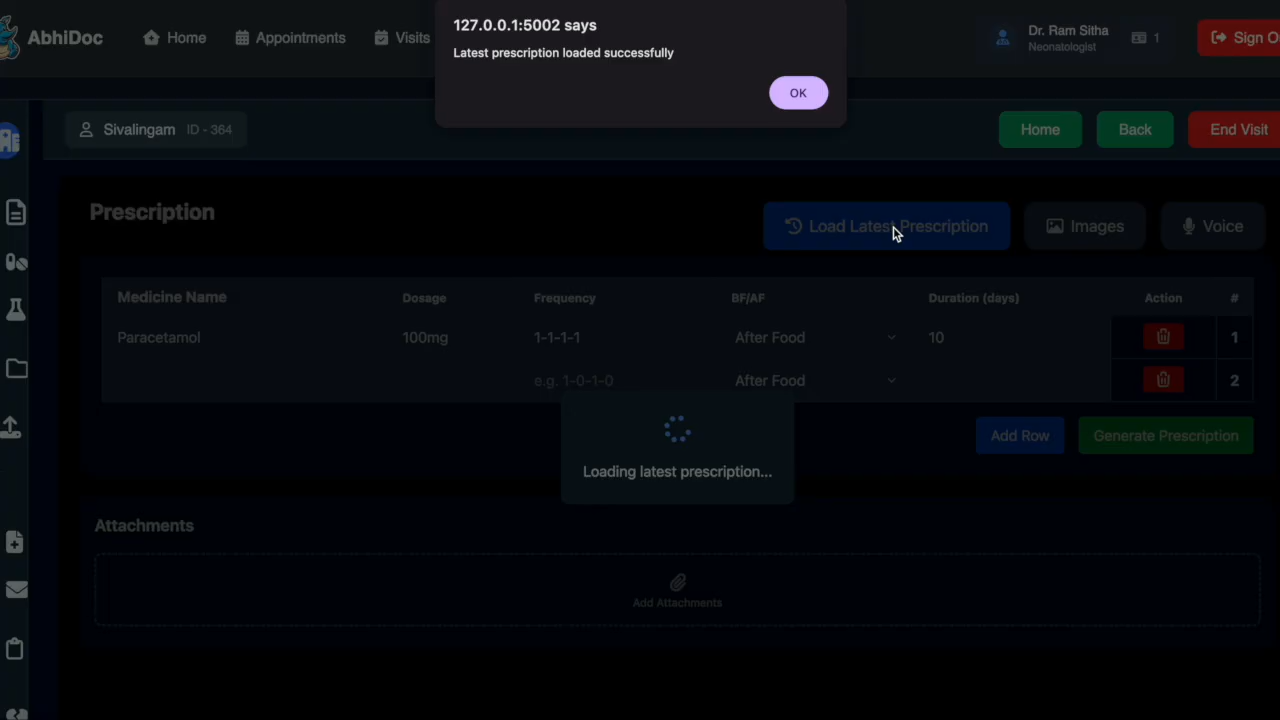 127.0.0.1:5002 says
Latest prescription loaded successfully
OK
AbhiDoc
Home
Appointments
Visits
Dr. Ram Sitha
Neonatologist
1
Sign O
Sivalingam ID - 364
Home
Back
End Visit
Prescription
Load Latest Prescription
Images
Voice
Medicine Name Dosage Frequency BF/AF Duration (days) Action #
Paracetamol 100mg 1-1-1-1 After Food 10 1
e.g. 1-0-1-0 After Food 2
Add Row
Generate Prescription
Loading latest prescription...
Attachments
Add Attachments